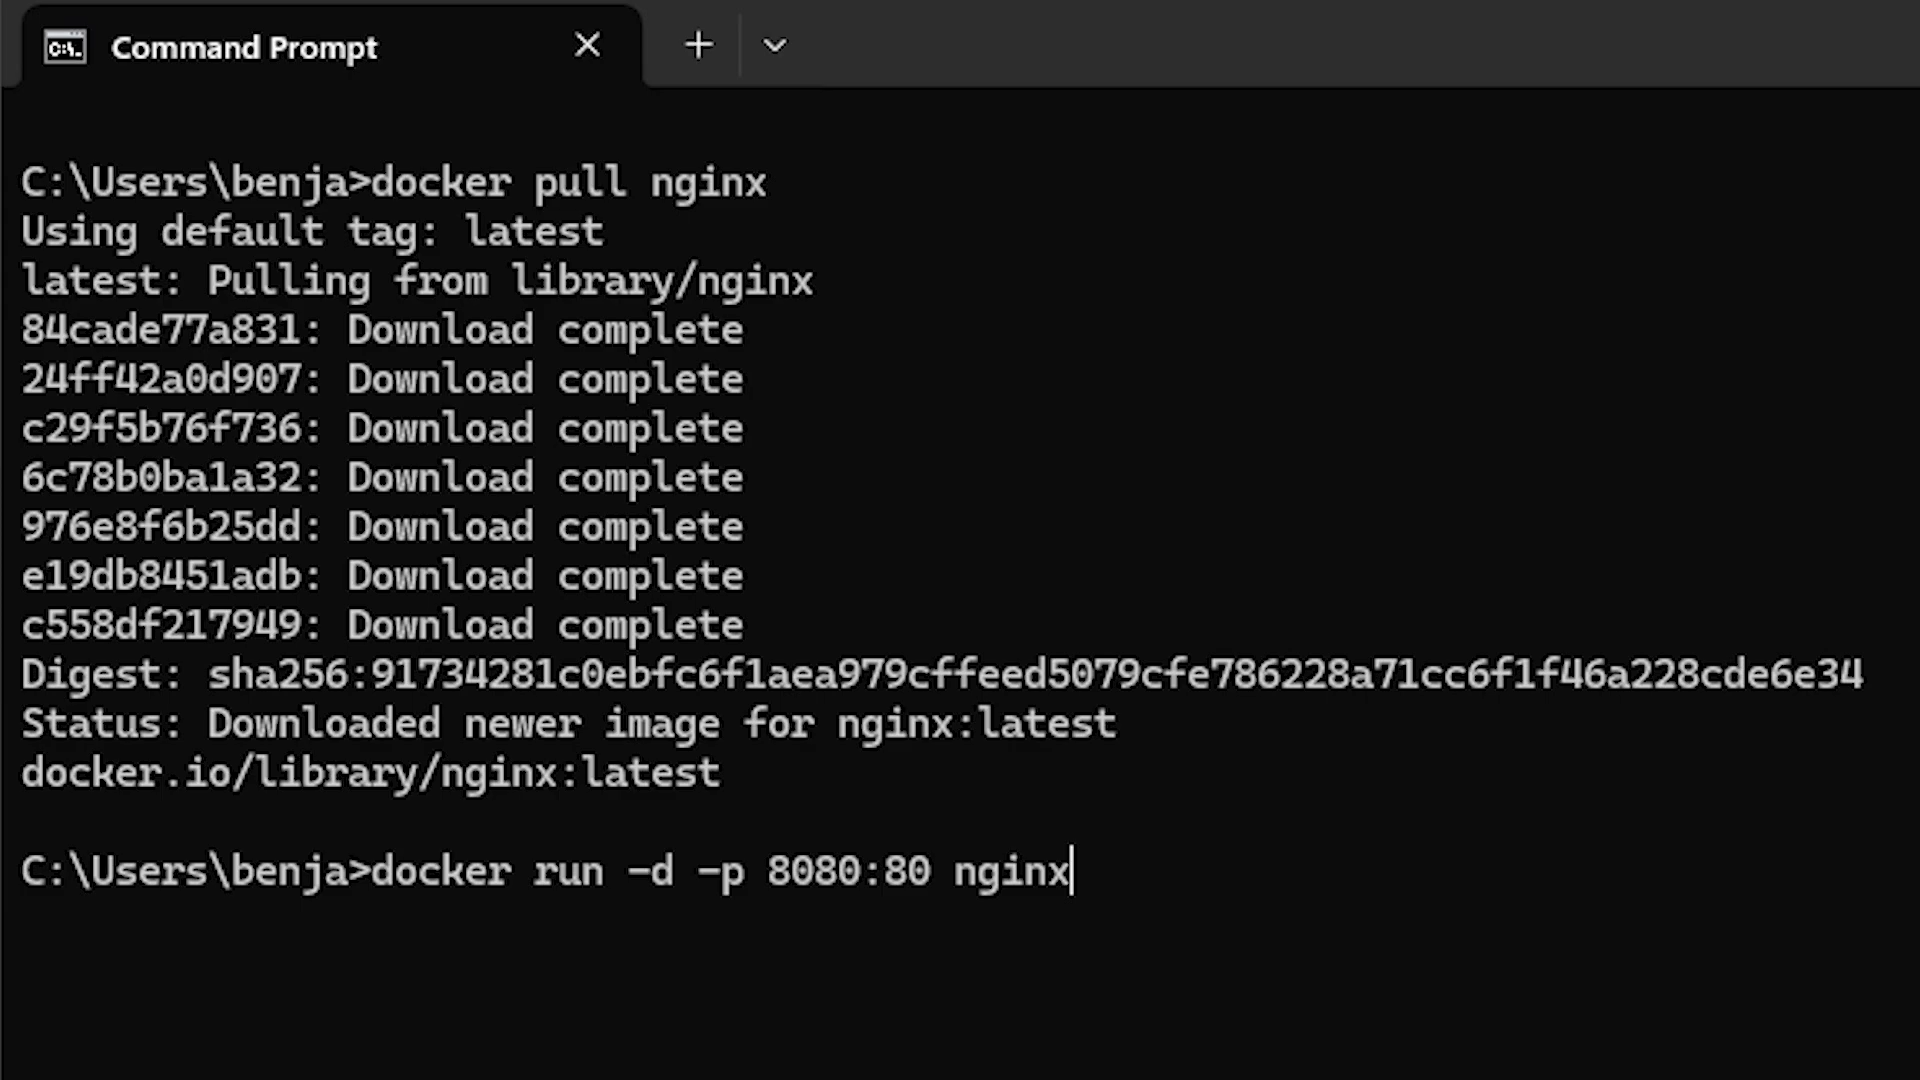 Command Prompt
C:\Users\benja>docker pull nginx
Using default tag: latest
latest: Pulling from library/nginx
84cade77a831: Download complete
24ff42a0d907: Download complete
c29f5b76f736: Download complete
6c78b0ba1a32: Download complete
976e8f6b25dd: Download complete
e19db8451adb: Download complete
c558df217949: Download complete
Digest: sha256:91734281c0ebfc6f1aea979cffeed5079cfe786228a71cc6f1f46a228cde6e34
Status: Downloaded newer image for nginx:latest
docker.io/library/nginx:latest
C:\Users\benja>docker run -d -p 8080:80 nginx